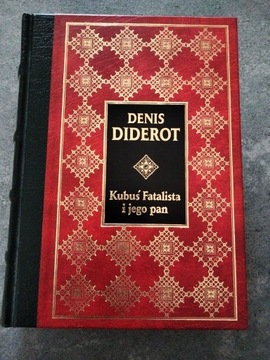 DENIS
DIDEROT
Kubuś Fatalista
i jego pan